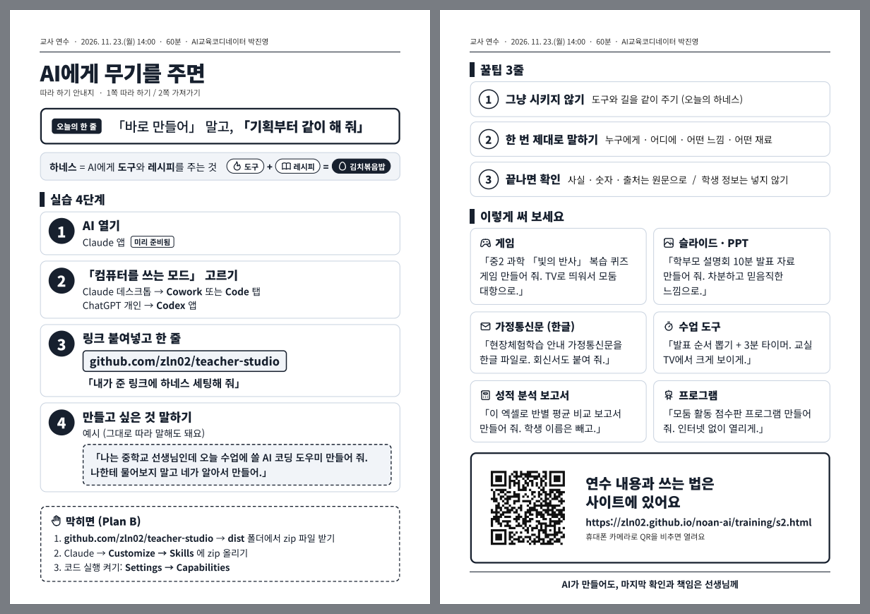 교사 연수 · 2026. 11. 23.(월) 14:00 · 60분 · AI교육코디네이터 박진영
AI에게 무기를 주면
따라 하기 안내지 · 1쪽 따라 하기 / 2쪽 가져가기
오늘의 한 줄 「바로 만들어」 말고, 「기획부터 같이 해 줘」
하네스 = AI에게 도구와 레시피를 주는 것 도구 + 레시피 = 김치볶음밥
실습 4단계
1 AI 열기
Claude 앱 미리 준비됨
2 「컴퓨터를 쓰는 모드」 고르기
Claude 데스크톱 → Cowork 또는 Code 탭
ChatGPT 개인 → Codex 앱
3 링크 붙여넣고 한 줄
github.com/zln02/teacher-studio
「내가 준 링크에 하네스 세팅해 줘」
4 만들고 싶은 것 말하기
예시 (그대로 따라 말해도 돼요)
「나는 중학교 선생님인데 오늘 수업에 쓸 AI 코딩 도우미 만들어 줘.
나한테 물어보지 말고 네가 알아서 만들어.」
막히면 (Plan B)
1. github.com/zln02/teacher-studio → dist 폴더에서 zip 파일 받기
2. Claude → Customize → Skills 에 zip 올리기
3. 코드 실행 켜기: Settings → Capabilities
교사 연수 · 2026. 11. 23.(월) 14:00 · 60분 · AI교육코디네이터 박진영
꿀팁 3줄
1 그냥 시키지 않기 도구와 길을 같이 주기 (오늘의 하네스)
2 한 번 제대로 말하기 누구에게 · 어디에 · 어떤 느낌 · 어떤 재료
3 끝나면 확인 사실 · 숫자 · 출처는 원문으로 / 학생 정보는 넣지 않기
이렇게 써 보세요
게임
「중2 과학 「빛의 반사」 복습 퀴즈
게임 만들어 줘. TV로 띄워서 모둠
대항으로.」
슬라이드 · PPT
「학부모 설명회 10분 발표 자료
만들어 줘. 차분하고 믿음직한
느낌으로.」
가정통신문 (한글)
「현장체험학습 안내 가정통신문을
한글 파일로. 회신서도 붙여 줘.」
수업 도구
「발표 순서 뽑기 + 3분 타이머. 교실
TV에서 크게 보이게.」
성적 분석 보고서
「이 엑셀로 반별 평균 비교 보고서
만들어 줘. 학생 이름은 빼고.」
프로그램
「모둠 활동 점수판 프로그램 만들어
줘. 인터넷 없이 열리게.」
연수 내용과 쓰는 법은
사이트에 있어요
https://zln02.github.io/noan-ai/training/s2.html
휴대폰 카메라로 QR을 비추면 열려요
AI가 만들어도, 마지막 확인과 책임은 선생님께